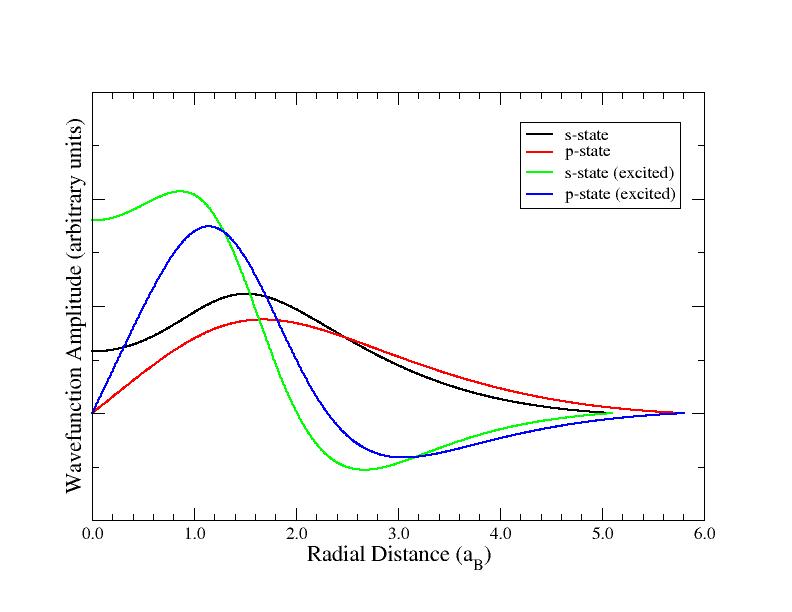 s-state
p-state
s-state (excited)
p-state (excited)
Wavefunction Amplitude (arbitrary units)
0.0 1.0 2.0 3.0 4.0 5.0 6.0
Radial Distance (a_B)